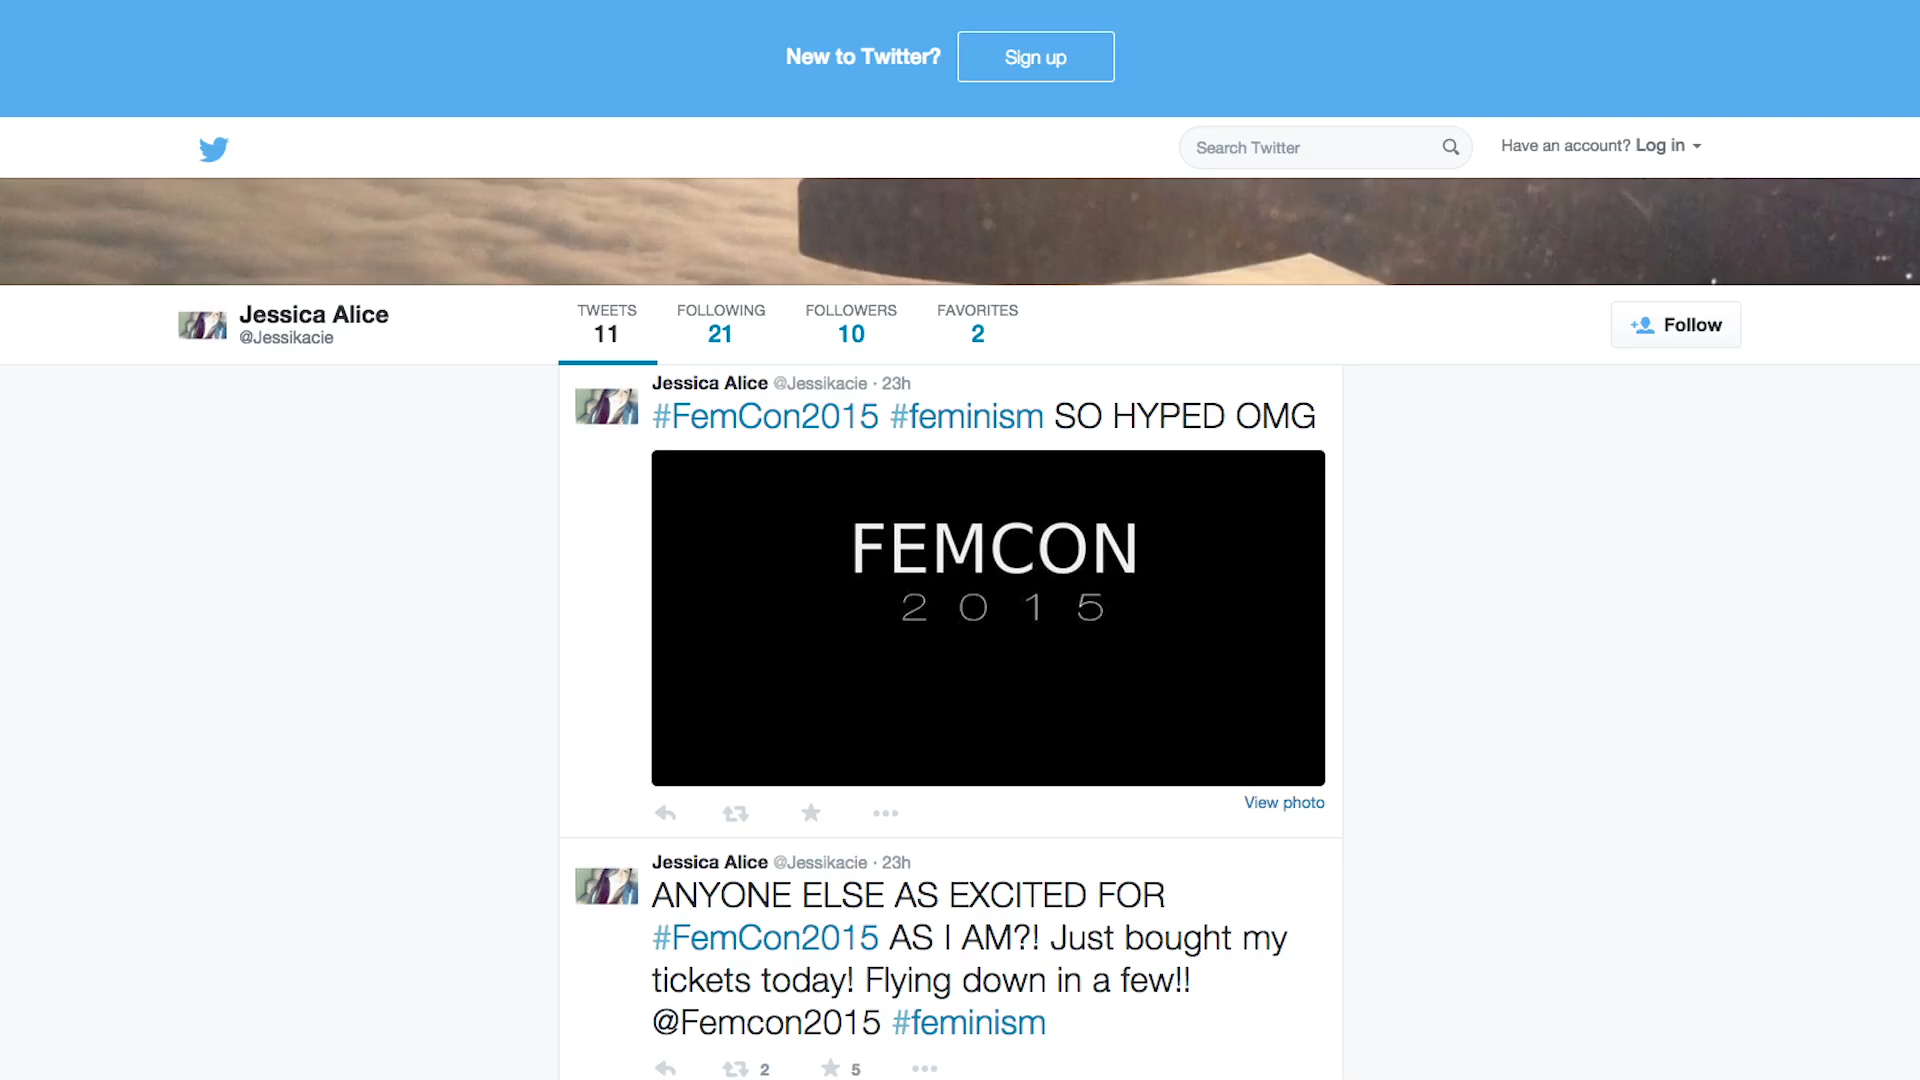 New to Twitter? Sign up
Search Twitter
Have an account? Log in
Jessica Alice
@Jessikacie
TWEETS FOLLOWING FOLLOWERS FAVORITES
11 21 10 2
Follow
Jessica Alice @Jessikacie · 23h
#FemCon2015 #feminism SO HYPED OMG
FEMCON
2 0 1 5
View photo
Jessica Alice @Jessikacie · 23h
ANYONE ELSE AS EXCITED FOR
#FemCon2015 AS I AM?! Just bought my
tickets today! Flying down in a few!!
@Femcon2015 #feminism
2 5